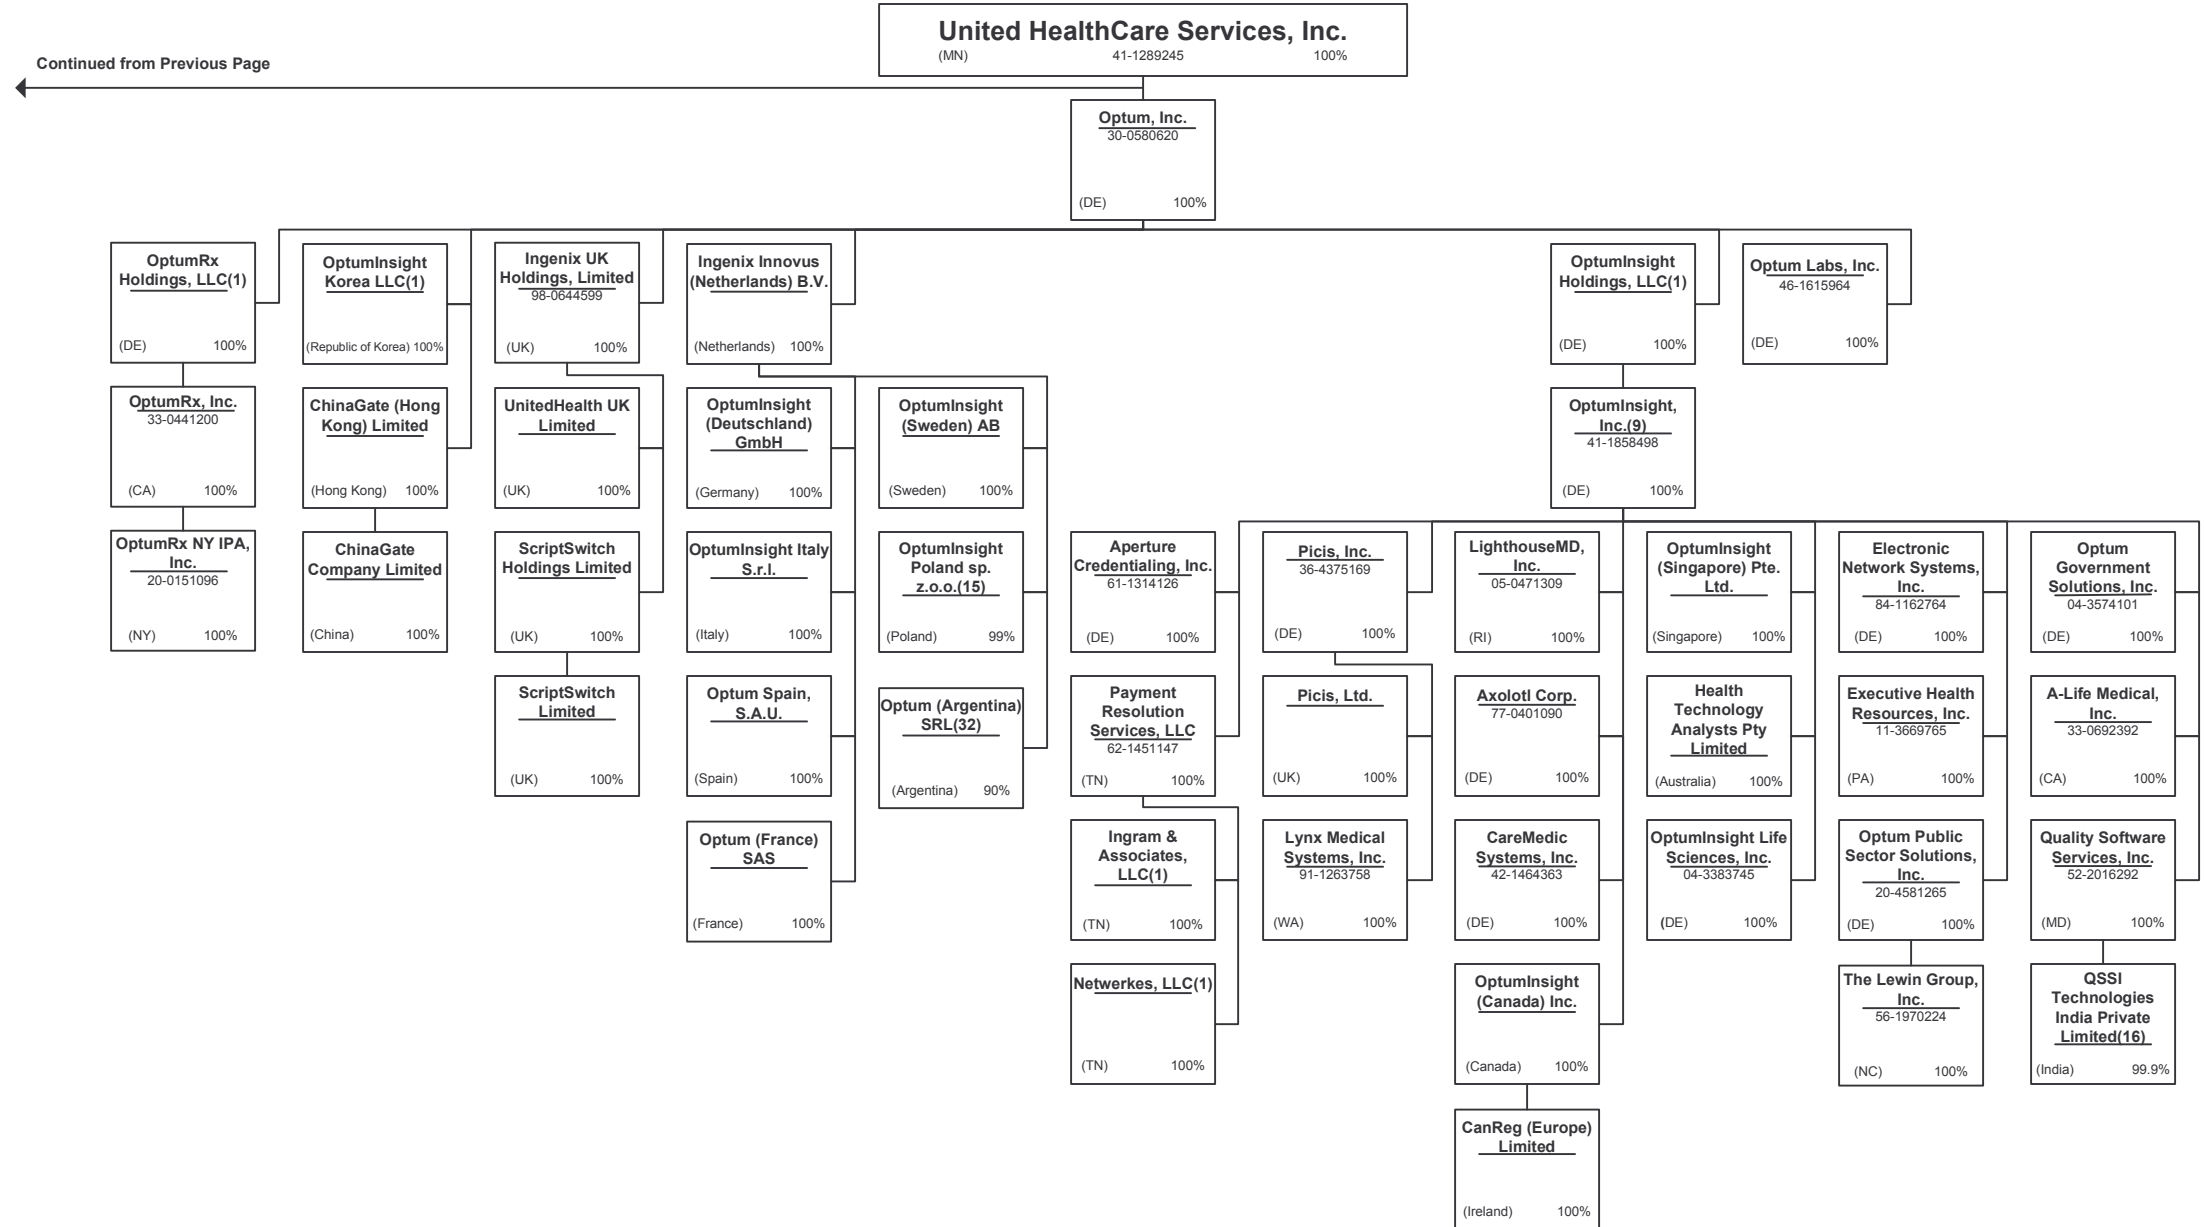 United HealthCare Services, Inc.
(MN) 41-1289245 100%
Continued from Previous Page
Optum, Inc.
30-0580620
(DE) 100%
OptumRx
Holdings, LLC(1)
(DE) 100%
OptumInsight
Korea LLC(1)
(Republic of Korea) 100%
Ingenix UK
Holdings, Limited
98-0644599
(UK) 100%
Ingenix Innovus
(Netherlands) B.V.
(Netherlands) 100%
OptumInsight
Holdings, LLC(1)
(DE) 100%
Optum Labs, Inc.
46-1615964
(DE) 100%
OptumRx, Inc.
33-0441200
(CA) 100%
ChinaGate (Hong
Kong) Limited
(Hong Kong) 100%
UnitedHealth UK
Limited
(UK) 100%
OptumInsight
(Deutschland)
GmbH
(Germany) 100%
OptumInsight
(Sweden) AB
(Sweden) 100%
OptumInsight,
Inc.(9)
41-1858498
(DE) 100%
OptumRx NY IPA,
Inc.
20-0151096
(NY) 100%
ChinaGate
Company Limited
(China) 100%
ScriptSwitch
Holdings Limited
(UK) 100%
OptumInsight Italy
S.r.l.
(Italy) 100%
OptumInsight
Poland sp.
z.o.o.(15)
(Poland) 99%
Aperture
Credentialing, Inc.
61-1314126
(DE) 100%
Picis, Inc.
36-4375169
(DE) 100%
LighthouseMD,
Inc.
05-0471309
(RI) 100%
OptumInsight
(Singapore) Pte.
Ltd.
(Singapore) 100%
Electronic
Network Systems,
Inc.
84-1162764
(DE) 100%
Optum
Government
Solutions, Inc.
04-3574101
(DE) 100%
ScriptSwitch
Limited
(UK) 100%
Optum Spain,
S.A.U.
(Spain) 100%
Optum (Argentina)
SRL(32)
(Argentina) 90%
Payment
Resolution
Services, LLC
62-1451147
(TN) 100%
Picis, Ltd.
(UK) 100%
Axolotl Corp.
77-0401090
(DE) 100%
Health
Technology
Analysts Pty
Limited
(Australia) 100%
Executive Health
Resources, Inc.
11-3669765
(PA) 100%
A-Life Medical,
Inc.
33-0692392
(CA) 100%
Optum (France)
SAS
(France) 100%
Ingram &
Associates,
LLC(1)
(TN) 100%
Lynx Medical
Systems, Inc.
91-1263758
(WA) 100%
CareMedic
Systems, Inc.
42-1464363
(DE) 100%
OptumInsight Life
Sciences, Inc.
04-3383745
(DE) 100%
Optum Public
Sector Solutions,
Inc.
20-4581265
(DE) 100%
Quality Software
Services, Inc.
52-2016292
(MD) 100%
Netwerkes, LLC(1)
(TN) 100%
OptumInsight
(Canada) Inc.
(Canada) 100%
The Lewin Group,
Inc.
56-1970224
(NC) 100%
QSSI
Technologies
India Private
Limited(16)
(India) 99.9%
CanReg (Europe)
Limited
(Ireland) 100%